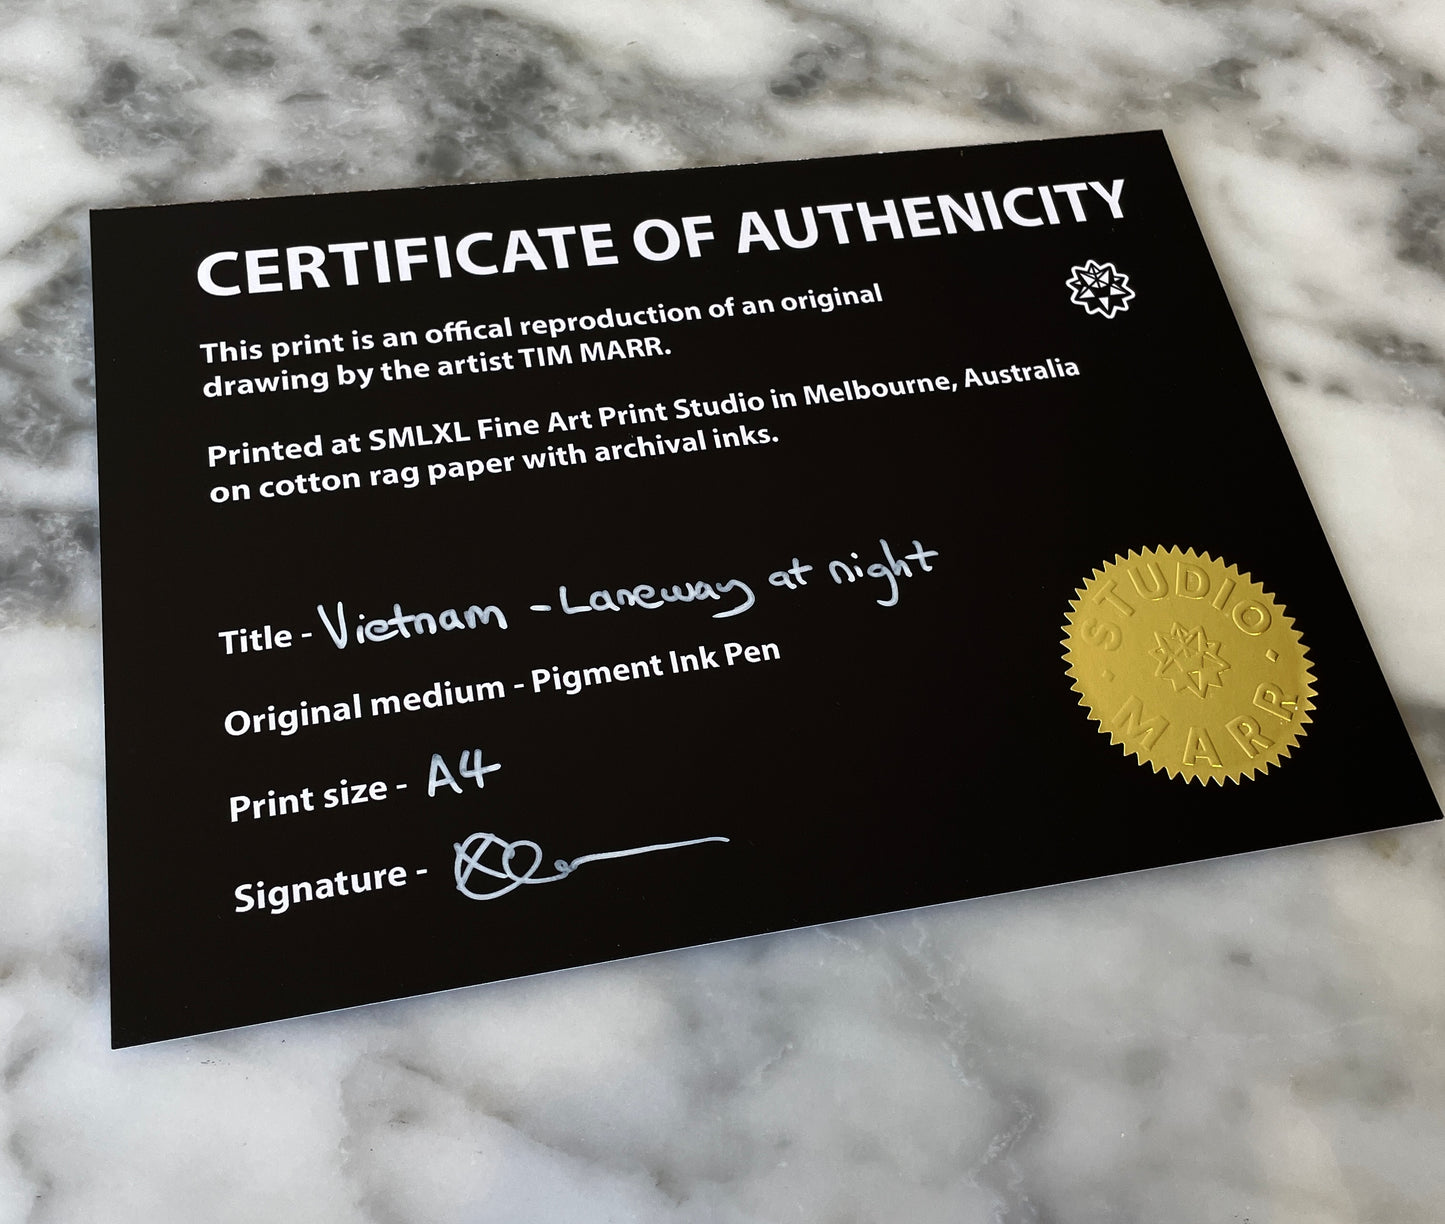 CERTIFICATE OF AUTHENICITY
This print is an offical reproduction of an original
drawing by the artist TIM MARR.
Printed at SMLXL Fine Art Print Studio in Melbourne, Australia
on cotton rag paper with archival inks.
Title - Vietnam - Laneway at night
Original medium - Pigment Ink Pen
Print size - A4
Signature -
· STUDIO ·
MARR